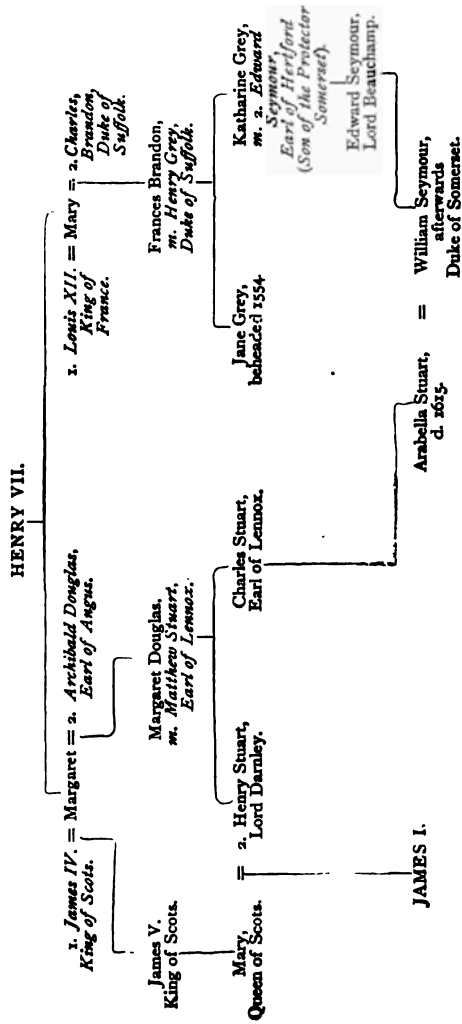 HENRY VII.
1. James IV. = Margaret = 2. Archibald Douglas,
King of Scots.
Earl of Angus.
1. Louis XII. = Mary = 2. Charles
King of
France.
Brandon,
Duke of
Suffolk.
James V.
King of Scots.
Margaret Douglas,
m. Matthew Stuart,
Earl of Lennox.
Frances Brandon,
m. Henry Grey,
Duke of Suffolk.
Mary,
Queen of Scots.
=
2. Henry Stuart,
Lord Darnley.
Charles Stuart,
Earl of Lennox.
Jane Grey,
beheaded 1554.
Katharine Grey,
m. 2. Edward
Seymour,
Earl of Hertford
(Son of the Protector
Somerset).
Edward Seymour,
Lord Beauchamp.
JAMES I.
Arabella Stuart,
d. 1615.
=
William Seymour,
afterwards
Duke of Somerset.